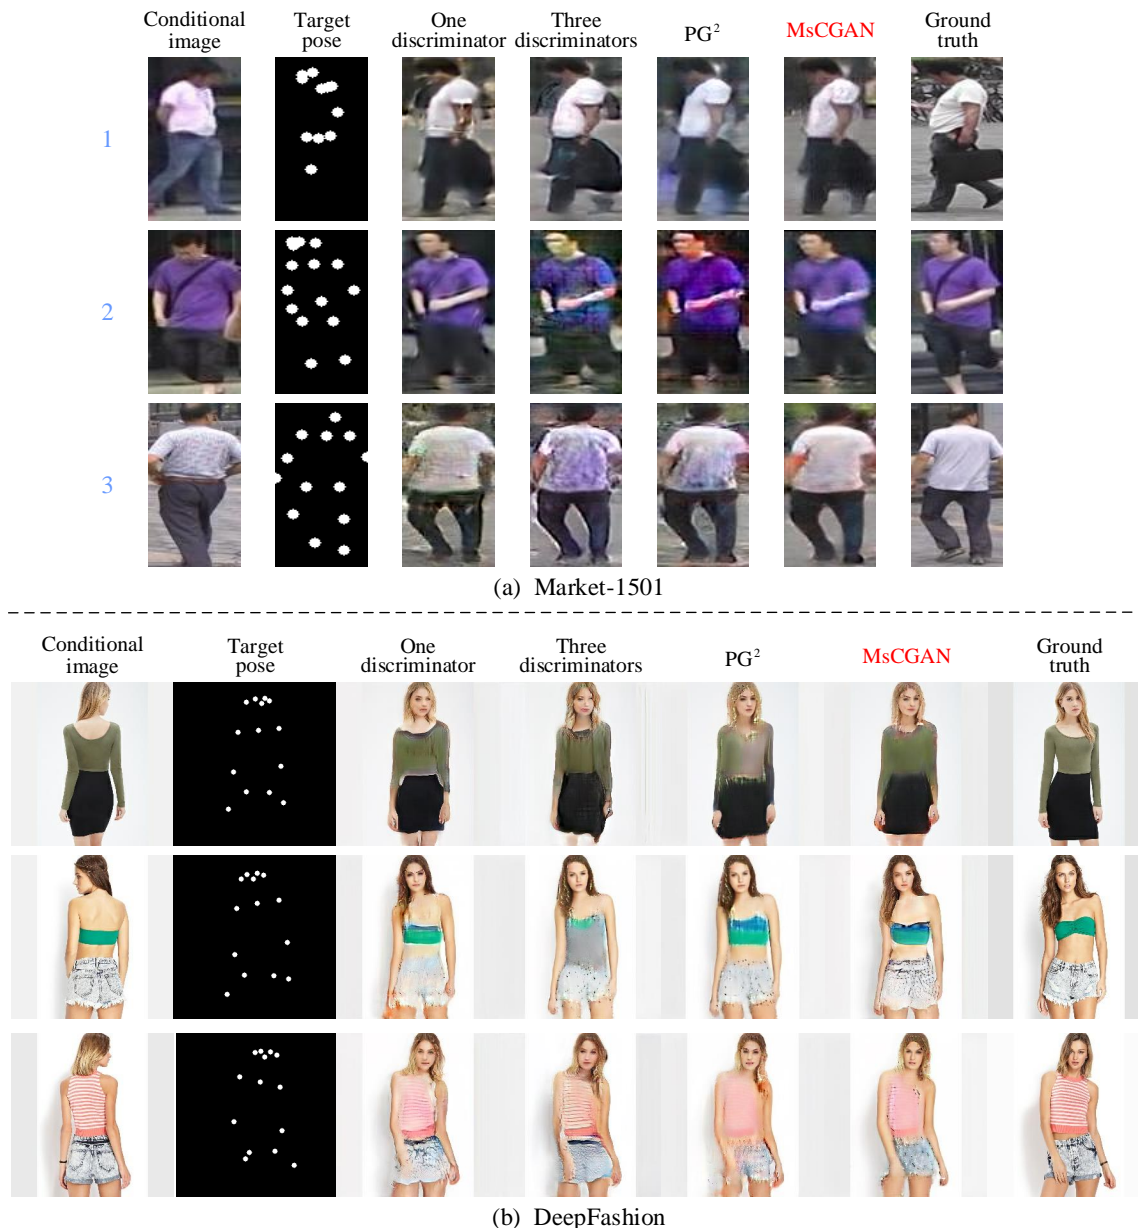 Conditional image
Target pose
One discriminator
Three discriminators
PG²
MsCGAN
Ground truth
1
2
3
(a) Market-1501
Conditional image
Target pose
One discriminator
Three discriminators
PG²
MsCGAN
Ground truth
(b) DeepFashion